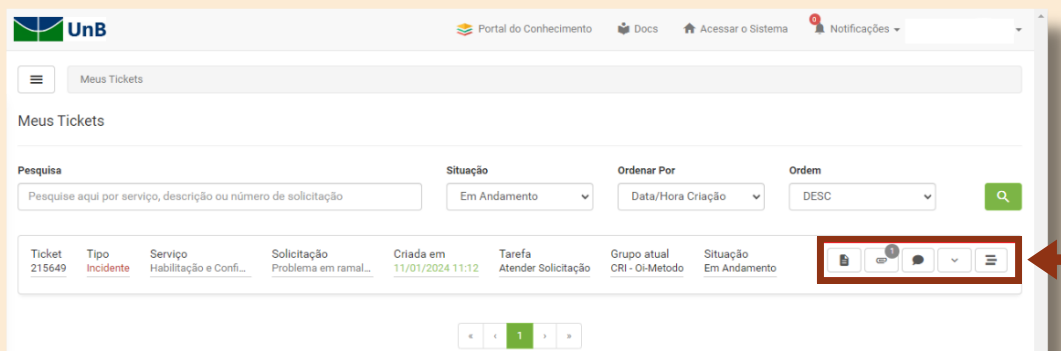 UnB
Portal do Conhecimento Docs Acessar o Sistema 0 Notificações
Meus Tickets
Meus Tickets
Pesquisa Situação Ordenar Por Ordem
Pesquise aqui por serviço, descrição ou número de solicitação Em Andamento Data/Hora Criação DESC
Ticket Tipo Serviço Solicitação Criada em Tarefa Grupo atual Situação
215649 Incidente Habilitação e Confi... Problema em ramal... 11/01/2024 11:12 Atender Solicitação CRI - Oi-Metodo Em Andamento 1
« ‹ 1 › »